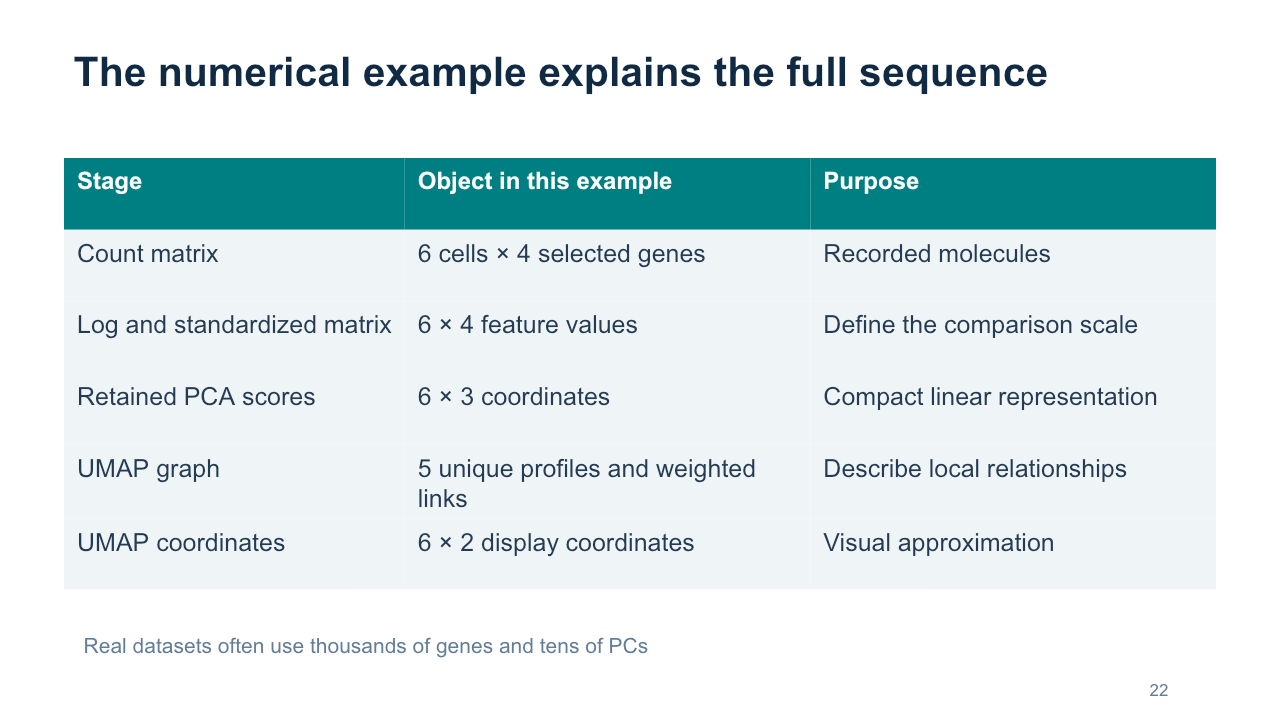 The numerical example explains the full sequence
Stage Object in this example Purpose
Count matrix 6 cells × 4 selected genes Recorded molecules
Log and standardized matrix 6 × 4 feature values Define the comparison scale
Retained PCA scores 6 × 3 coordinates Compact linear representation
UMAP graph 5 unique profiles and weighted Describe local relationships
links
UMAP coordinates 6 × 2 display coordinates Visual approximation
Real datasets often use thousands of genes and tens of PCs
22